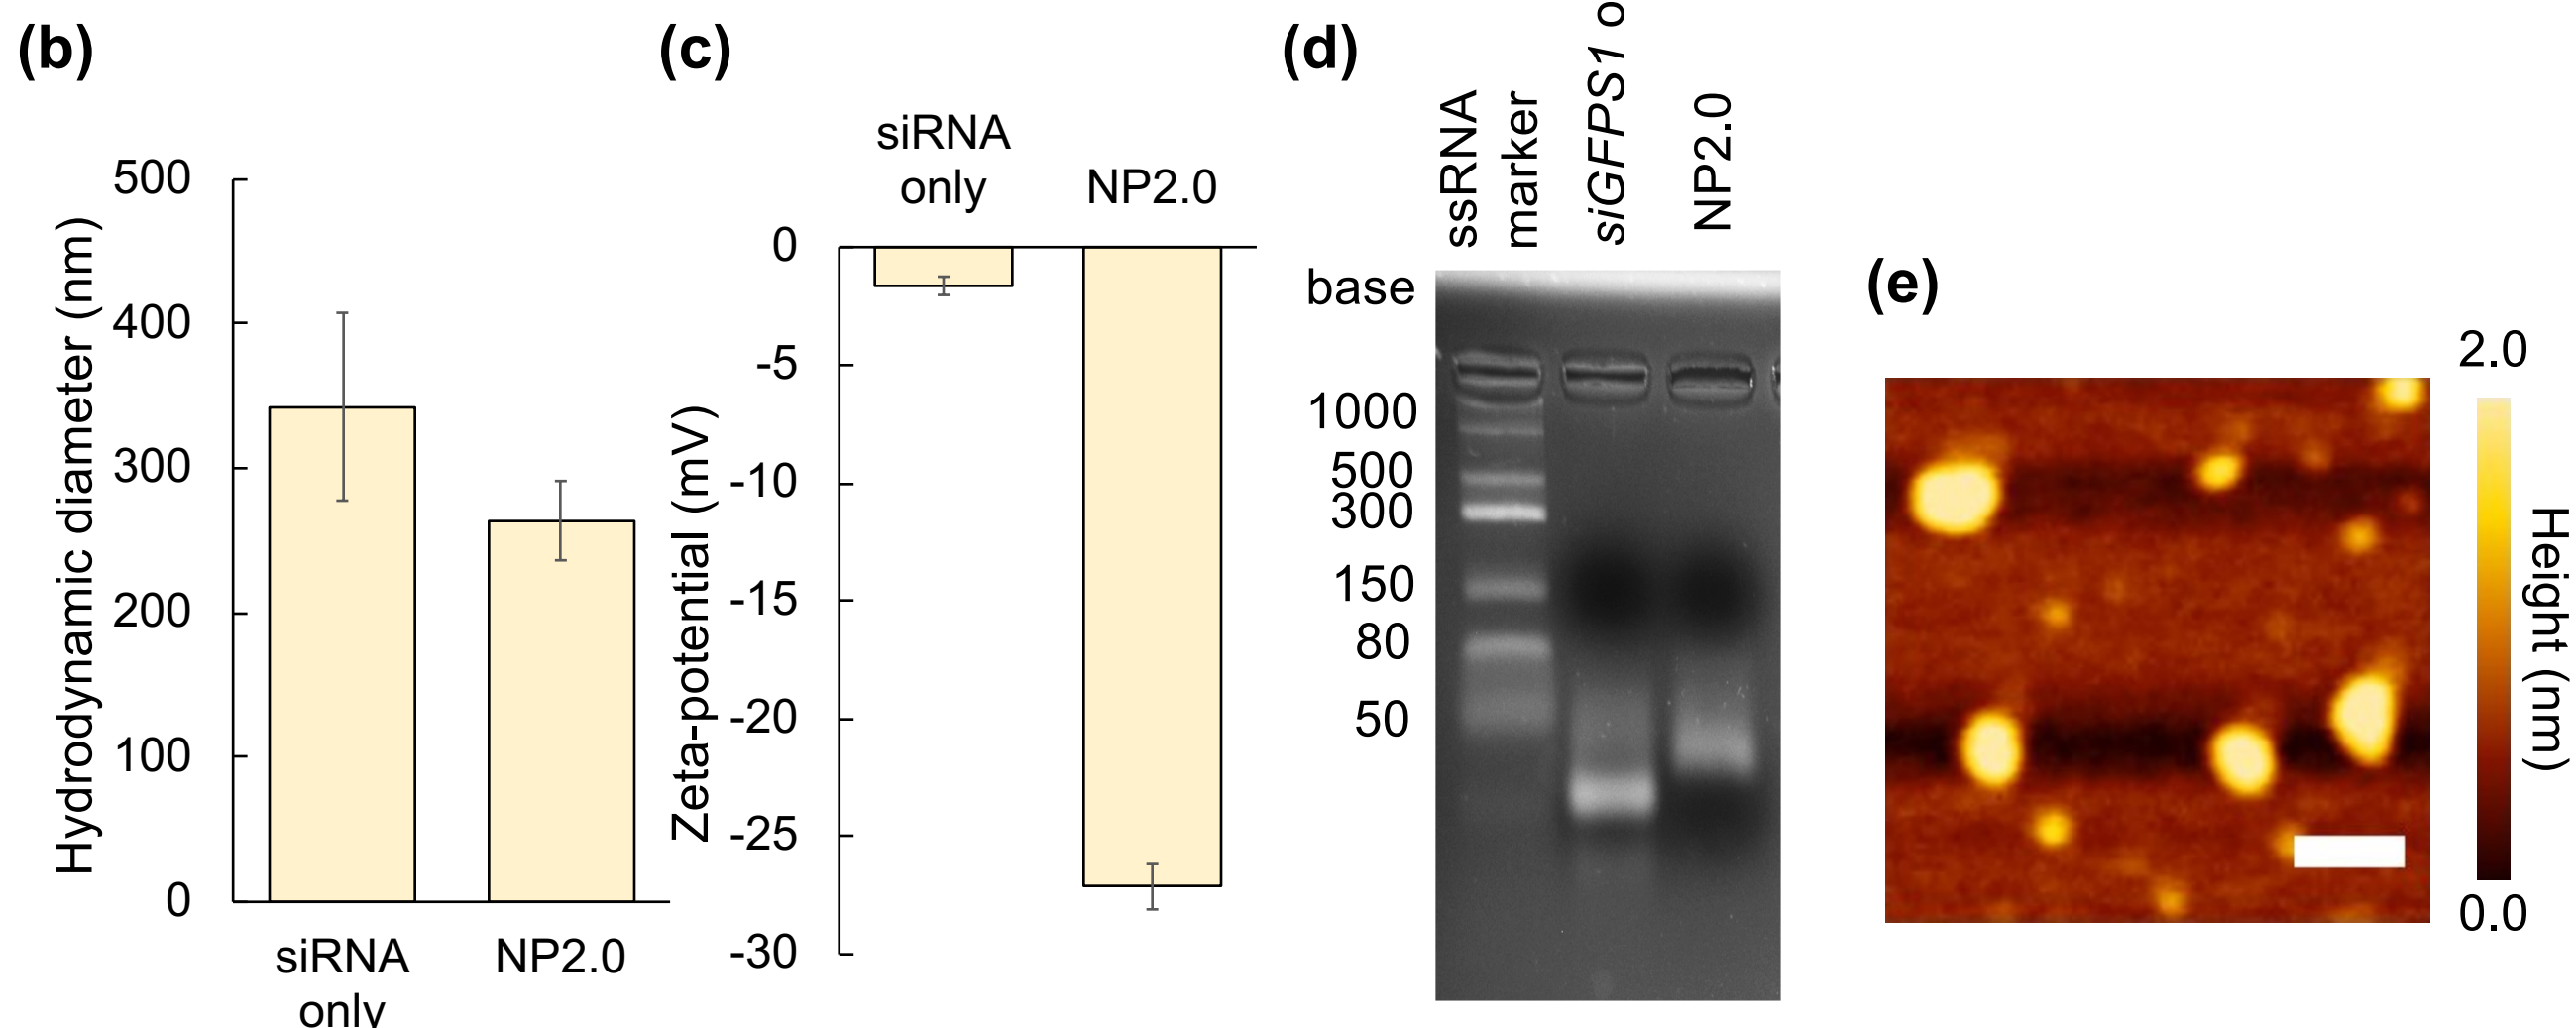 (b)
Hydrodynamic diameter (nm)
500
400
300
200
100
0
siRNA
only
NP2.0
(c)
Zeta-potential (mV)
siRNA
only
NP2.0
0
-5
-10
-15
-20
-25
-30
(d)
ssRNA
marker
siGFPS1 o
NP2.0
base
1000
500
300
150
80
50
(e)
2.0
Height (nm)
0.0